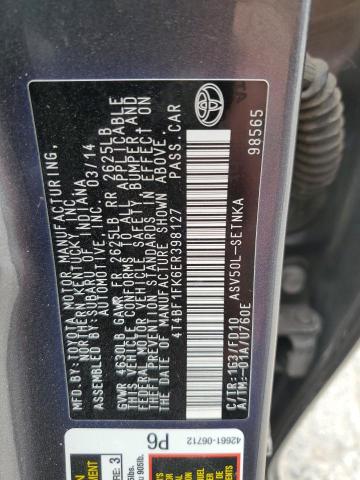 MFD BY: TOYOTA MOTOR MANUFACTURING,
INDIANA, INC
ASSEMBLED BY: SUBARU OF INDIANA
AUTOMOTIVE INC. 03/14
GVWR 4630LB GAWR FR 2625LB RR 2625LB
THIS VEHICLE CONFORMS TO ALL APPLICABLE
FEDERAL MOTOR VEHICLE SAFETY, BUMPER AND
THEFT PREVENTION STANDARDS IN EFFECT ON
THE DATE OF MANUFACTURE SHOWN ABOVE.
4T4BF1FK6ER398127 PASS.CAR
C/TR: 1G3/FD10 ASV50L-SETNKA
A/TM: -01A/U760E 98565
TA
42661-06712
P6